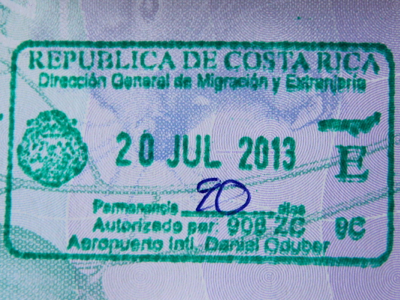 REPUBLICA DE COSTA RICA
Dirección General de Migración y Extranjería
20 JUL 2013
E
Permanencia 90 días
Autorizado por: 908 ZC 9C
Aeropuerto Intl. Daniel Oduber